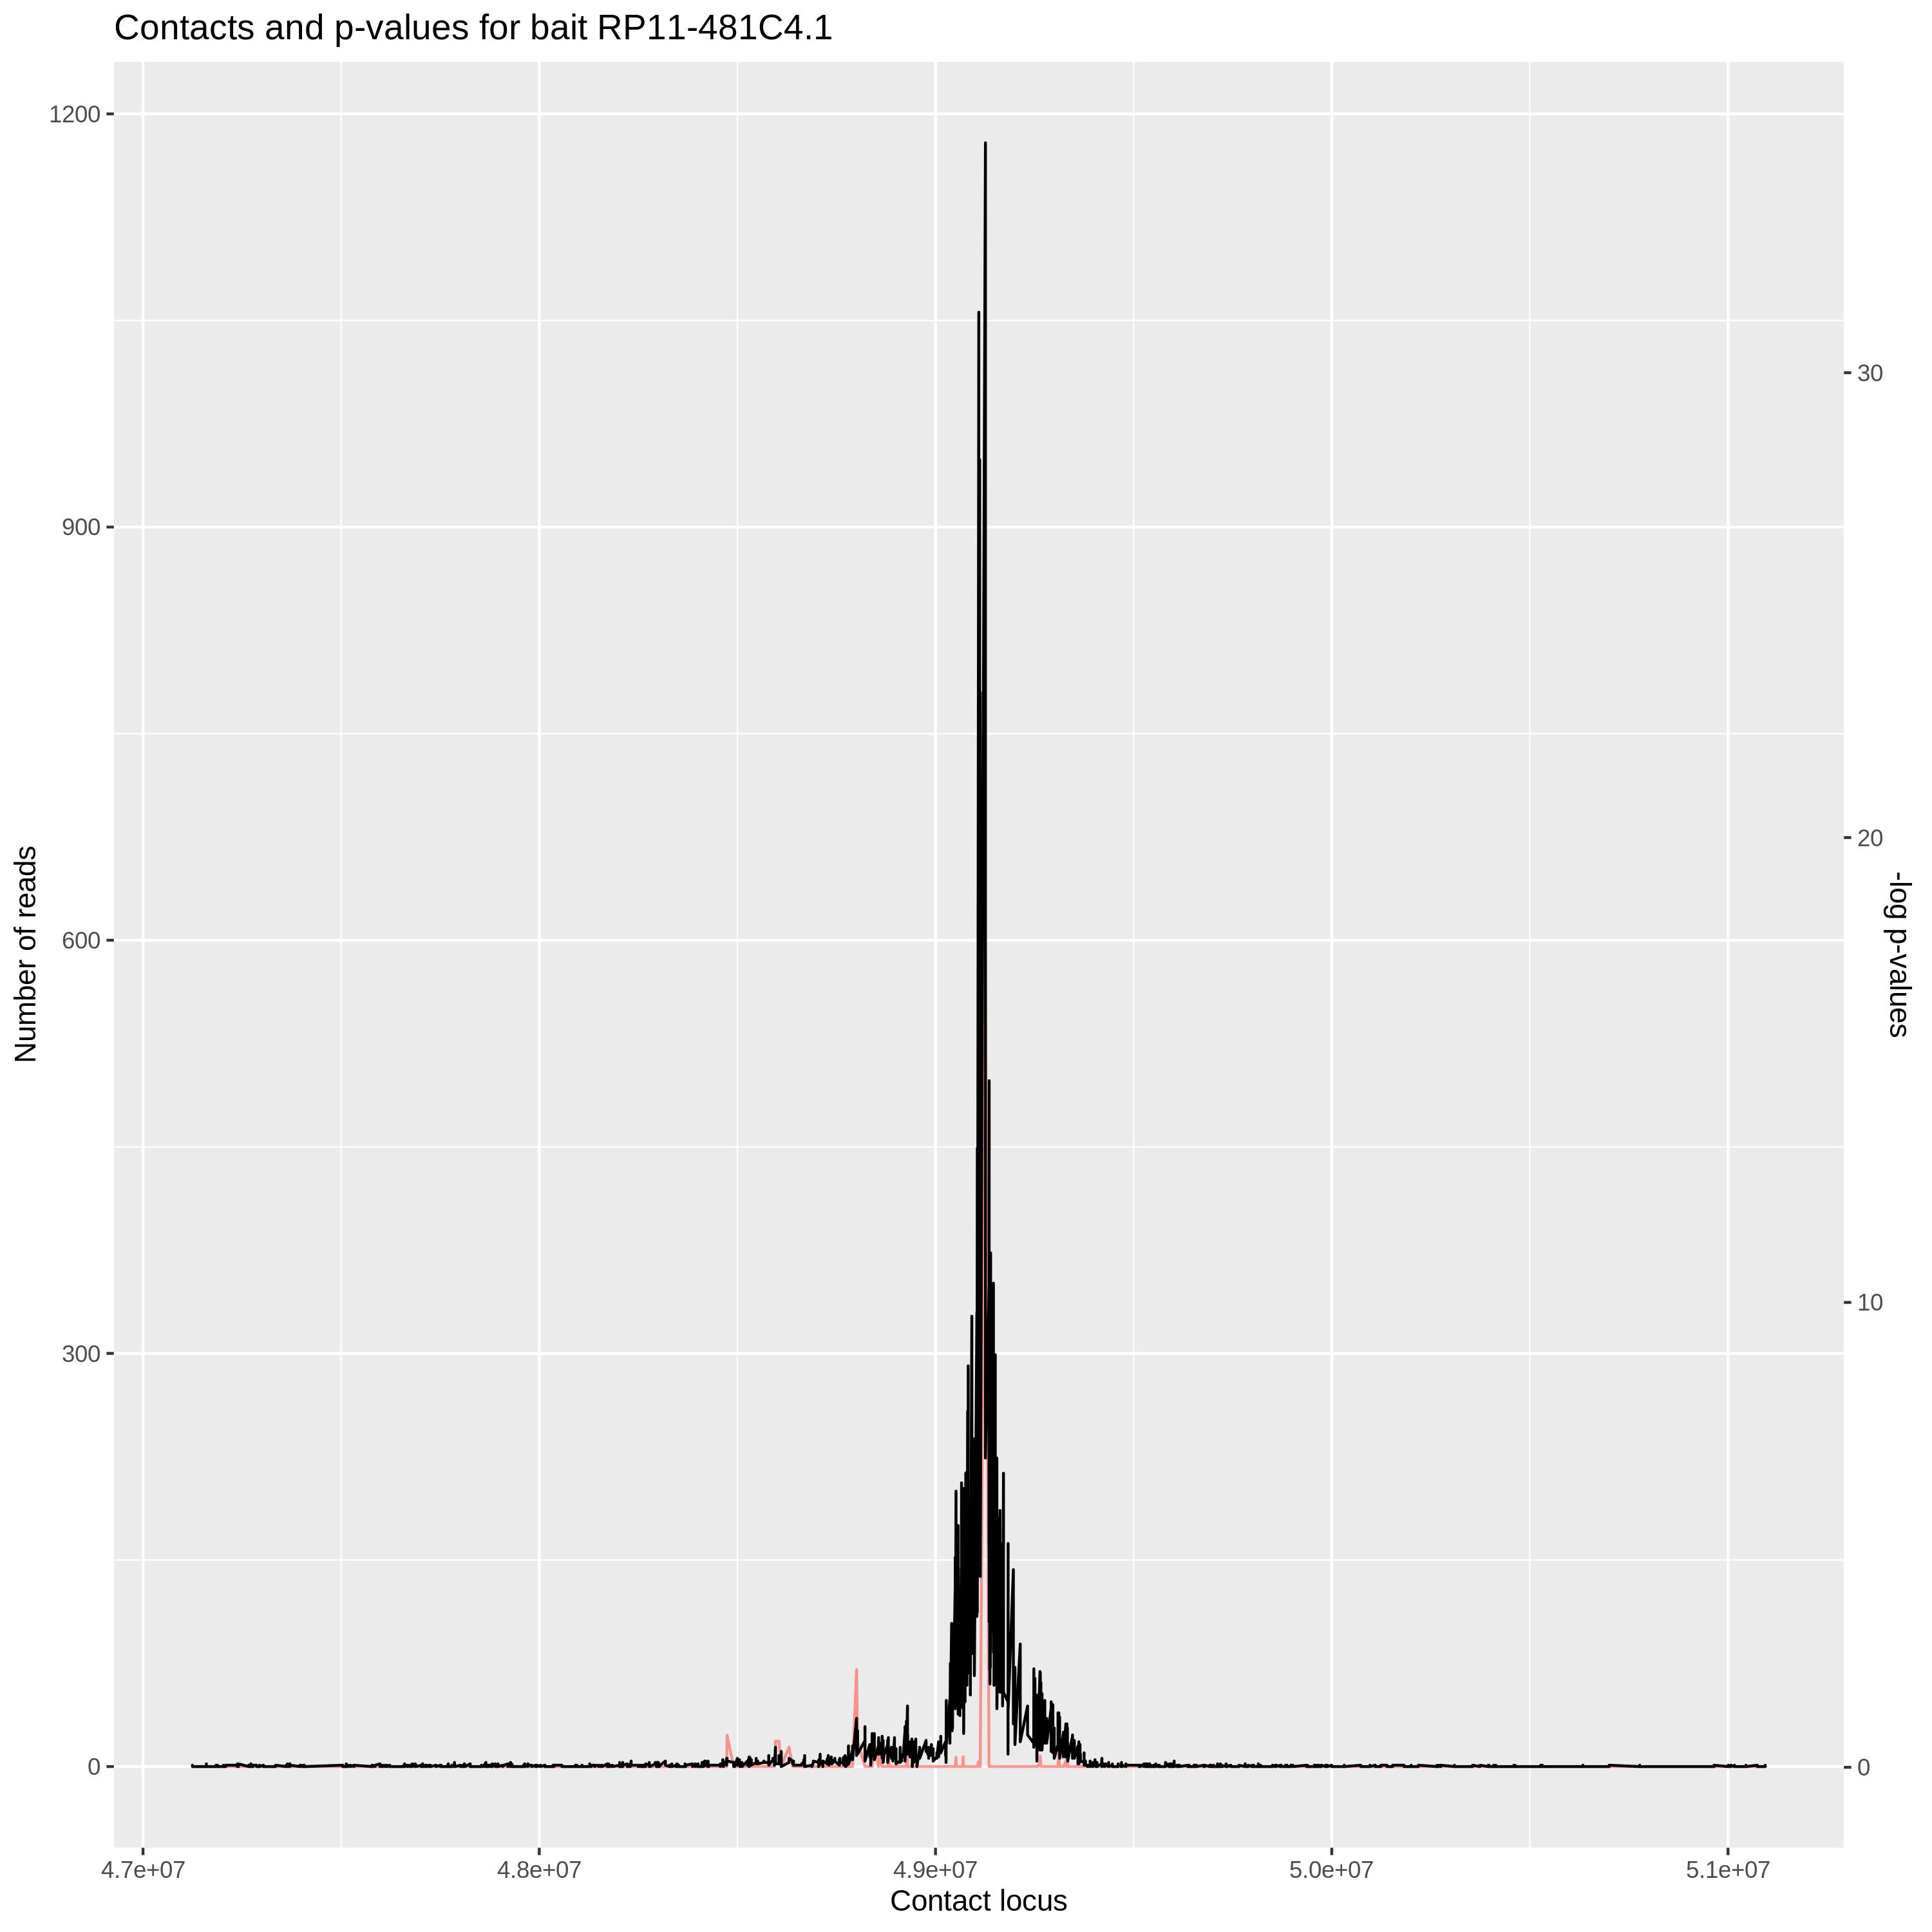 Contacts and p-values for bait RP11-481C4.1
Number of reads
1200
900
600
300
0
30
20
10
0
-log p-values
4.7e+07 4.8e+07 4.9e+07 5.0e+07 5.1e+07
Contact locus